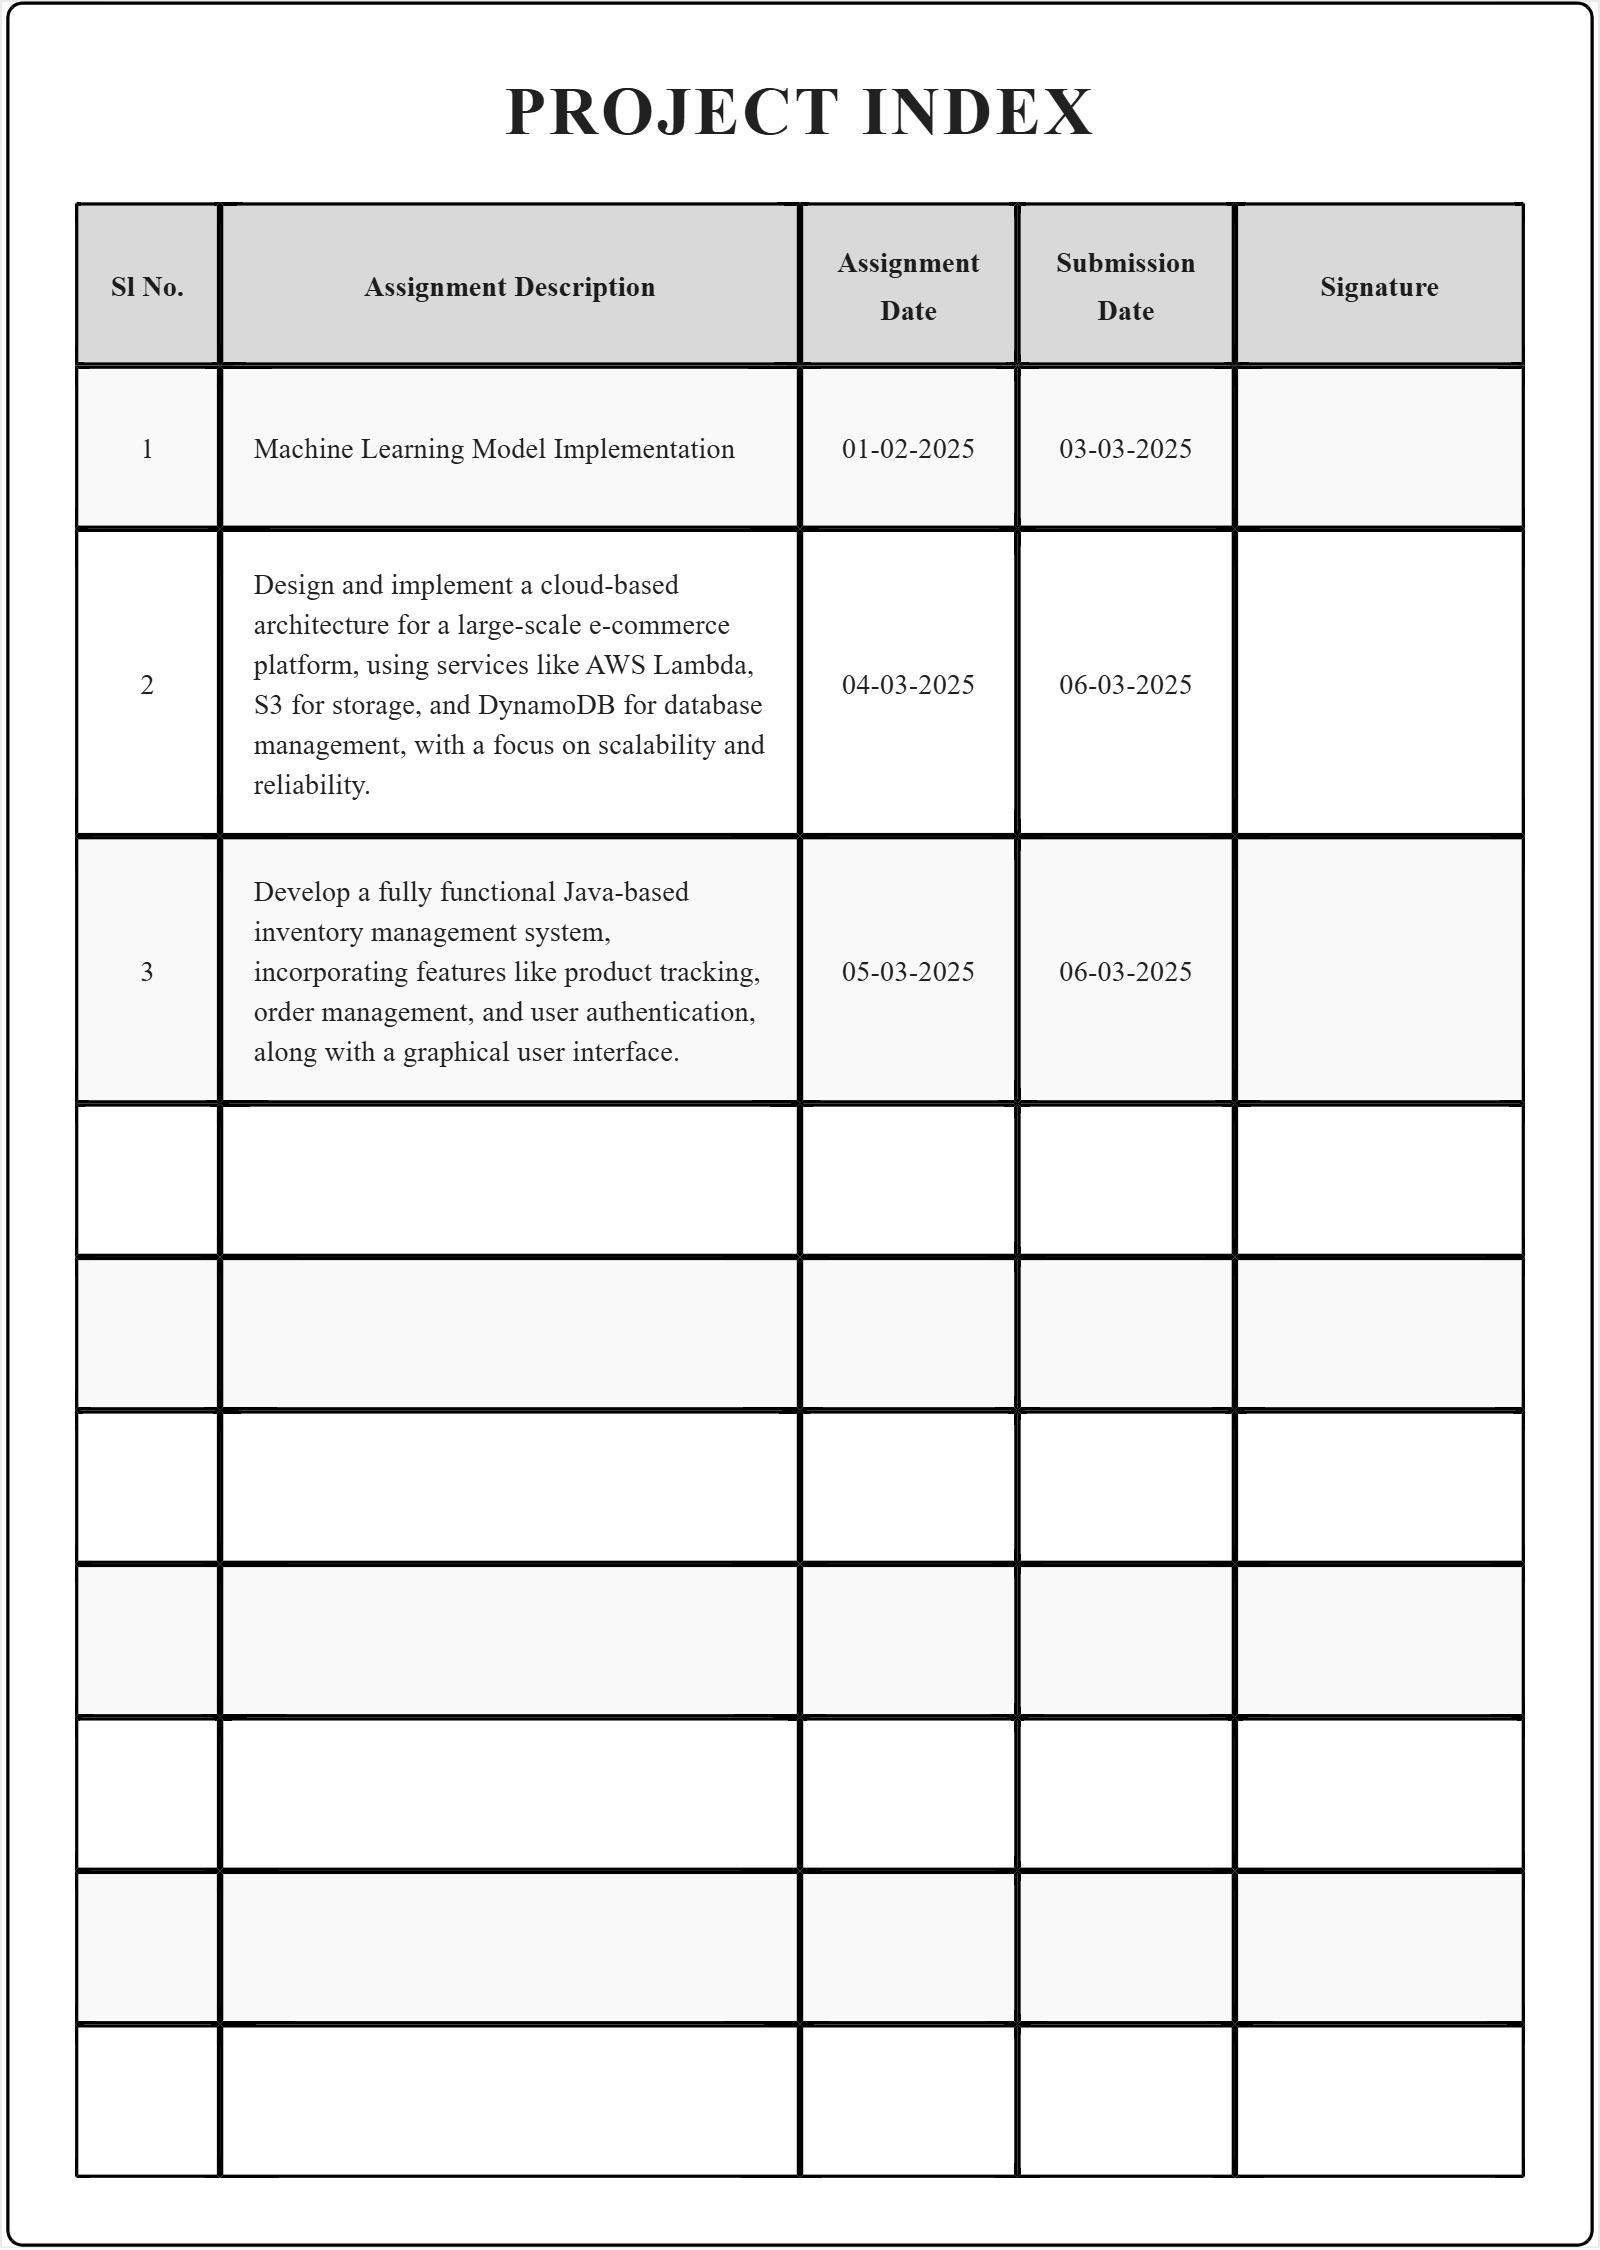 PROJECT INDEX
Sl No.
Assignment Description
Assignment
Date
Submission
Date
Signature
1
Machine Learning Model Implementation
01-02-2025
03-03-2025
2
Design and implement a cloud-based
architecture for a large-scale e-commerce
platform, using services like AWS Lambda,
S3 for storage, and DynamoDB for database
management, with a focus on scalability and
reliability.
04-03-2025
06-03-2025
3
Develop a fully functional Java-based
inventory management system,
incorporating features like product tracking,
order management, and user authentication,
along with a graphical user interface.
05-03-2025
06-03-2025